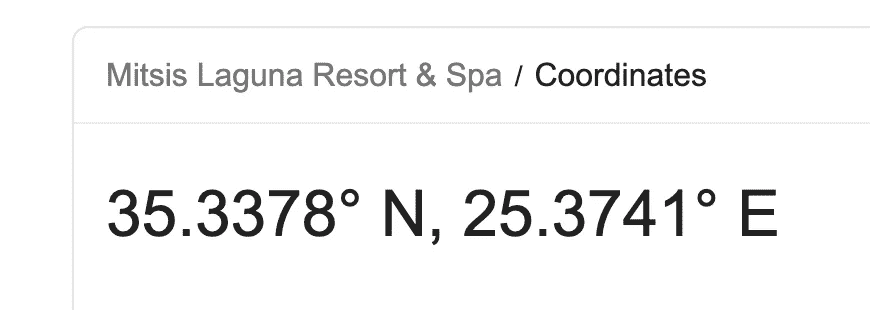 Mitsis Laguna Resort & Spa / Coordinates
35.3378° N, 25.3741° E